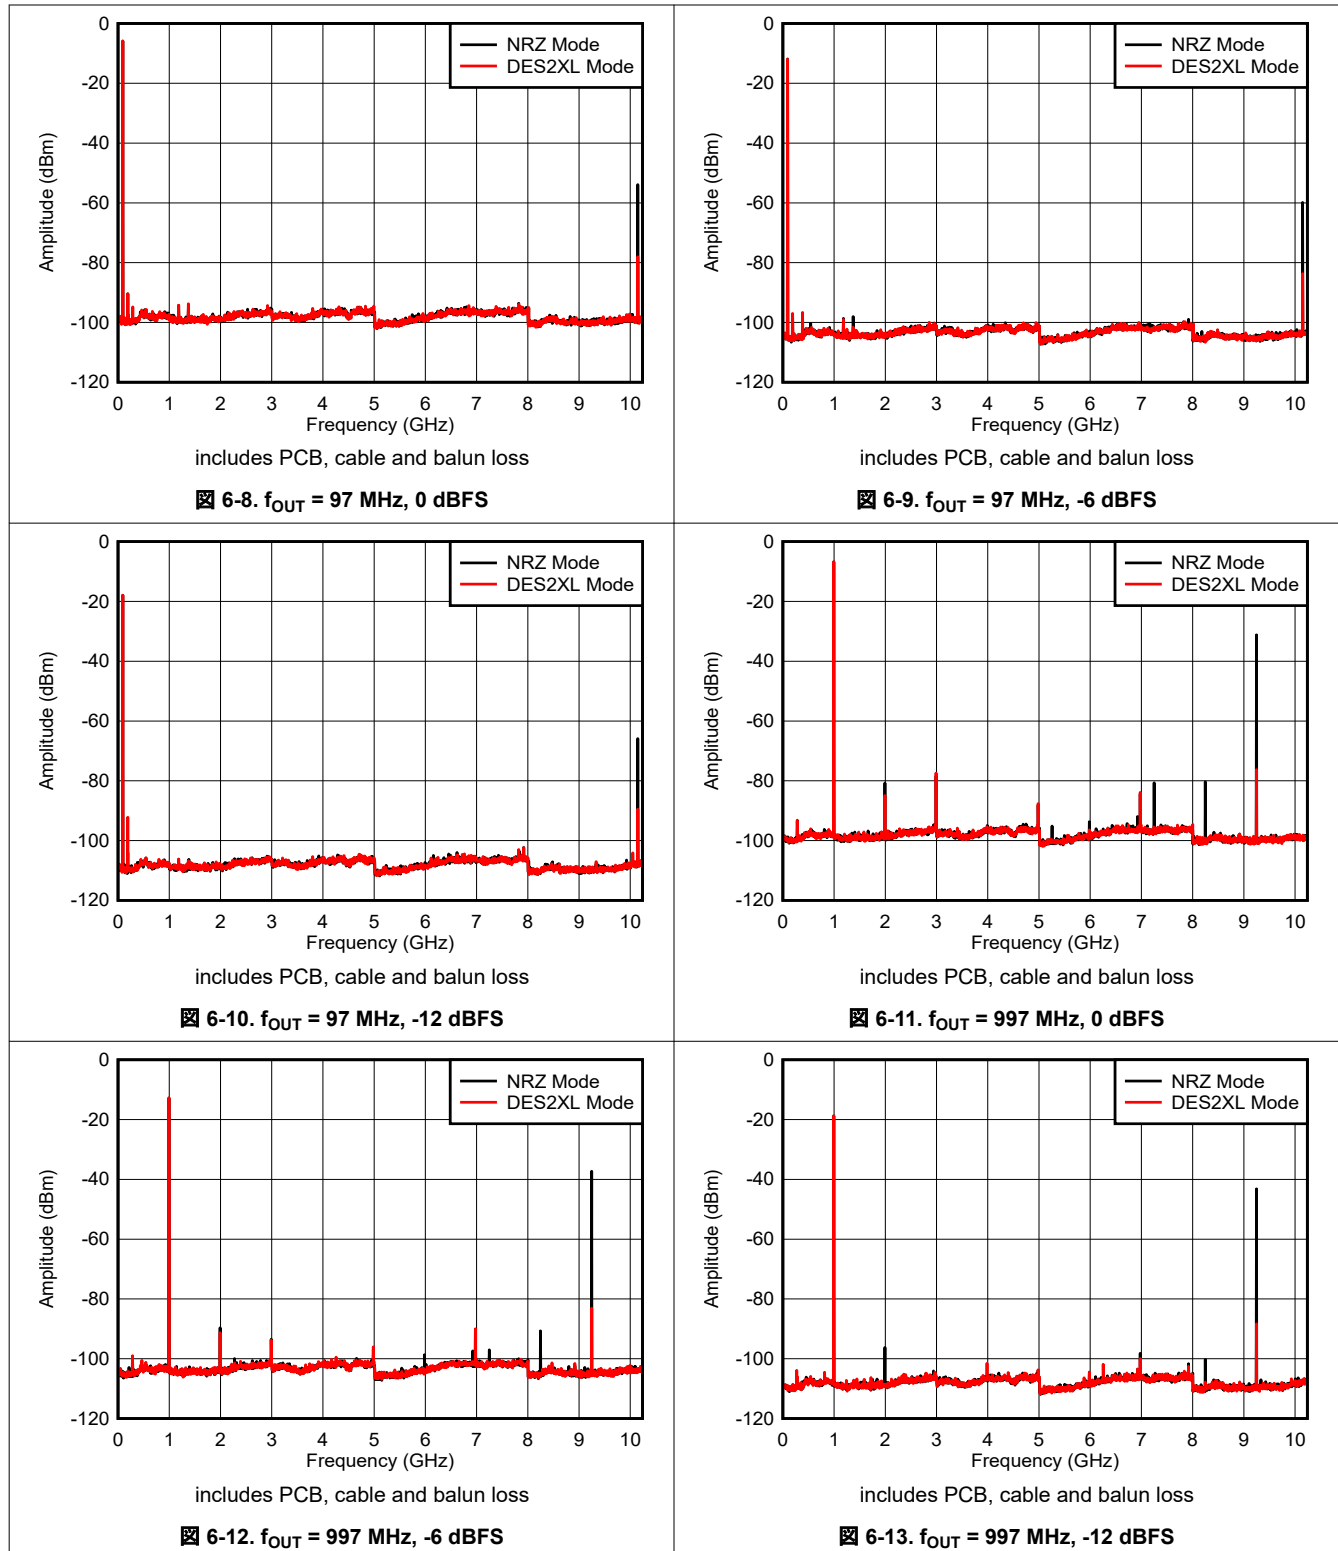 0
-20
-40
-60
-80
-100
-120
Amplitude (dBm)
NRZ Mode
DES2XL Mode
0 1 2 3 4 5 6 7 8 9 10
Frequency (GHz)
includes PCB, cable and balun loss
図 6-8. fOUT = 97 MHz, 0 dBFS
0
-20
-40
-60
-80
-100
-120
Amplitude (dBm)
NRZ Mode
DES2XL Mode
0 1 2 3 4 5 6 7 8 9 10
Frequency (GHz)
includes PCB, cable and balun loss
図 6-9. fOUT = 97 MHz, -6 dBFS
0
-20
-40
-60
-80
-100
-120
Amplitude (dBm)
NRZ Mode
DES2XL Mode
0 1 2 3 4 5 6 7 8 9 10
Frequency (GHz)
includes PCB, cable and balun loss
図 6-10. fOUT = 97 MHz, -12 dBFS
0
-20
-40
-60
-80
-100
-120
Amplitude (dBm)
NRZ Mode
DES2XL Mode
0 1 2 3 4 5 6 7 8 9 10
Frequency (GHz)
includes PCB, cable and balun loss
図 6-11. fOUT = 997 MHz, 0 dBFS
0
-20
-40
-60
-80
-100
-120
Amplitude (dBm)
NRZ Mode
DES2XL Mode
0 1 2 3 4 5 6 7 8 9 10
Frequency (GHz)
includes PCB, cable and balun loss
図 6-12. fOUT = 997 MHz, -6 dBFS
0
-20
-40
-60
-80
-100
-120
Amplitude (dBm)
NRZ Mode
DES2XL Mode
0 1 2 3 4 5 6 7 8 9 10
Frequency (GHz)
includes PCB, cable and balun loss
図 6-13. fOUT = 997 MHz, -12 dBFS